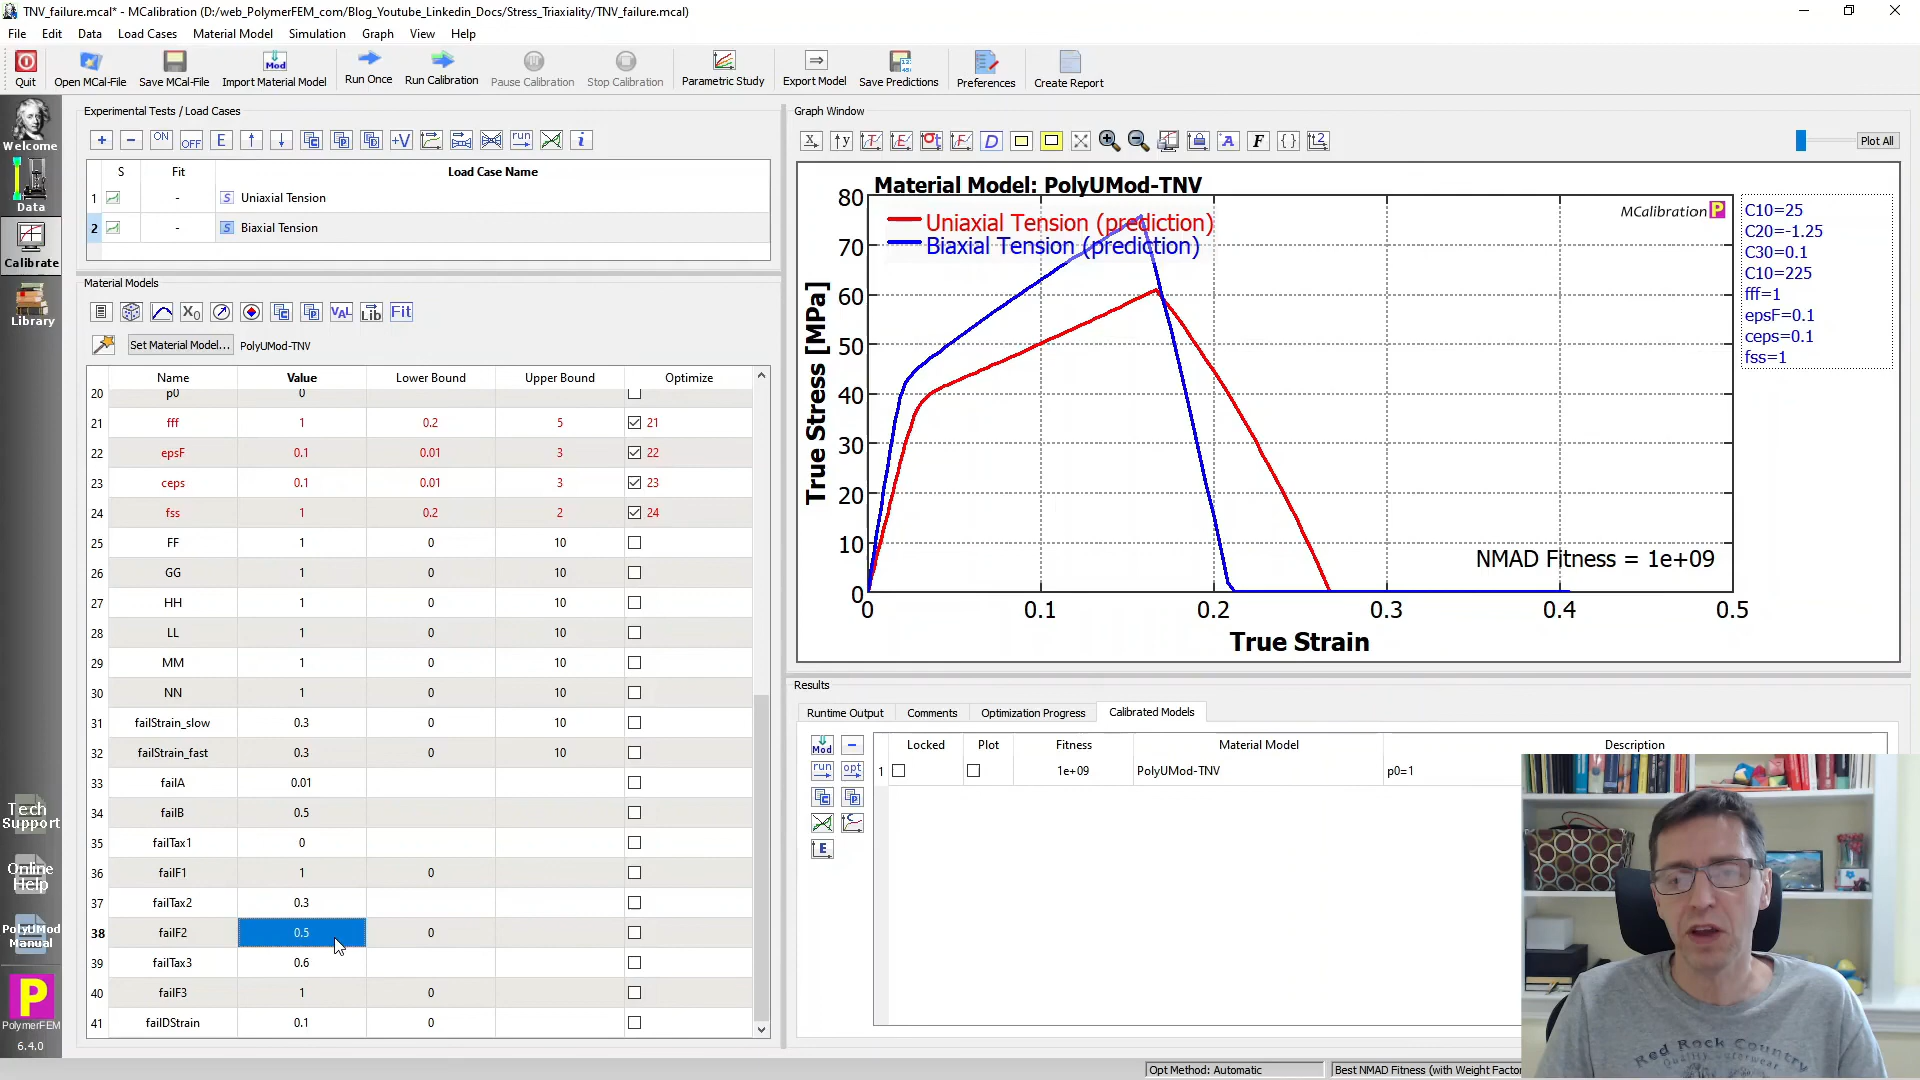 TNV_failure.mcal* - MCalibration (D:/web_PolymerFEM_com/Blog_Youtube_Linkedin_Docs/Stress_Triaxiality/TNV_failure.mcal)
File Edit Data Load Cases Material Model Simulation Graph View Help
Quit Open MCal-File Save MCal-File Import Material Model Run Once Run Calibration Pause Calibration Stop Calibration Parametric Study Export Model Save Predictions Preferences Create Report
Welcome
Data
Calibrate
Library
Tech Support
Online Help
PolyUMod Manual
PolymerFEM
6.4.0
Experimental Tests / Load Cases
+ - ON OFF E +V run i
S Fit Load Case Name
1 - S Uniaxial Tension
2 - S Biaxial Tension
Material Models
X0 VAL Lib Fit
Set Material Model... PolyUMod-TNV
Name Value Lower Bound Upper Bound Optimize
20 p0 0
21 fff 1 0.2 5 21
22 epsF 0.1 0.01 3 22
23 ceps 0.1 0.01 3 23
24 fss 1 0.2 2 24
25 FF 1 0 10
26 GG 1 0 10
27 HH 1 0 10
28 LL 1 0 10
29 MM 1 0 10
30 NN 1 0 10
31 failStrain_slow 0.3 0 10
32 failStrain_fast 0.3 0 10
33 failA 0.01
34 failB 0.5
35 failTax1 0
36 failF1 1 0
37 failTax2 0.3
38 failF2 0.5 0
39 failTax3 0.6
40 failF3 1 0
41 failDStrain 0.1 0
Graph Window
Plot All
Material Model: PolyUMod-TNV
Uniaxial Tension (prediction)
Biaxial Tension (prediction)
MCalibration P
C10=25
C20=-1.25
C30=0.1
C10=225
fff=1
epsF=0.1
ceps=0.1
fss=1
True Stress [MPa]
80
70
60
50
40
30
20
10
0
NMAD Fitness = 1e+09
0 0.1 0.2 0.3 0.4 0.5
True Strain
Results
Runtime Output Comments Optimization Progress Calibrated Models
Mod run opt E
Locked Plot Fitness Material Model Description
1 1e+09 PolyUMod-TNV p0=1
RED ROCK COUNTRY
Opt Method: Automatic
Best NMAD Fitness (with Weight Factor